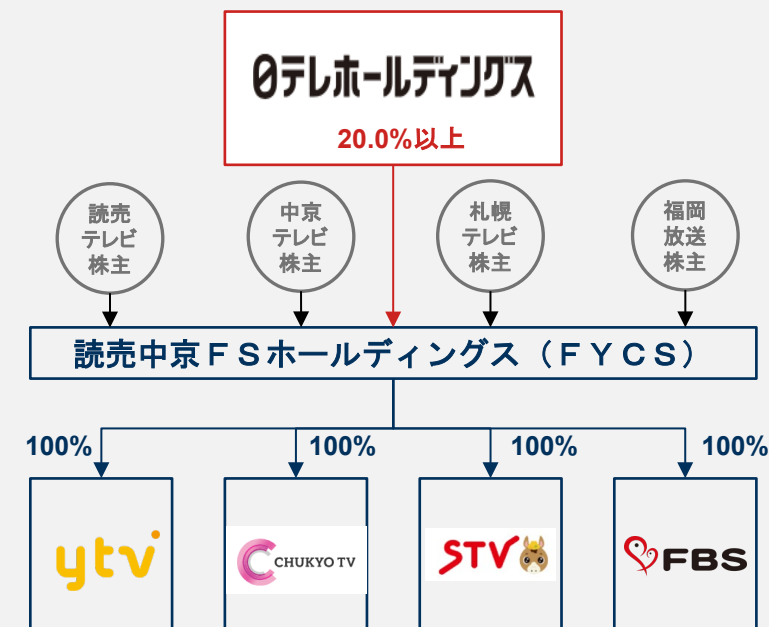 日テレホールディングス
20.0%以上
読売
テレビ
株主
中京
テレビ
株主
札幌
テレビ
株主
福岡
放送
株主
読売中京ＦＳホールディングス（ＦＹＣＳ）
100%
100%
100%
100%
ytv
CHUKYO TV
STV
FBS